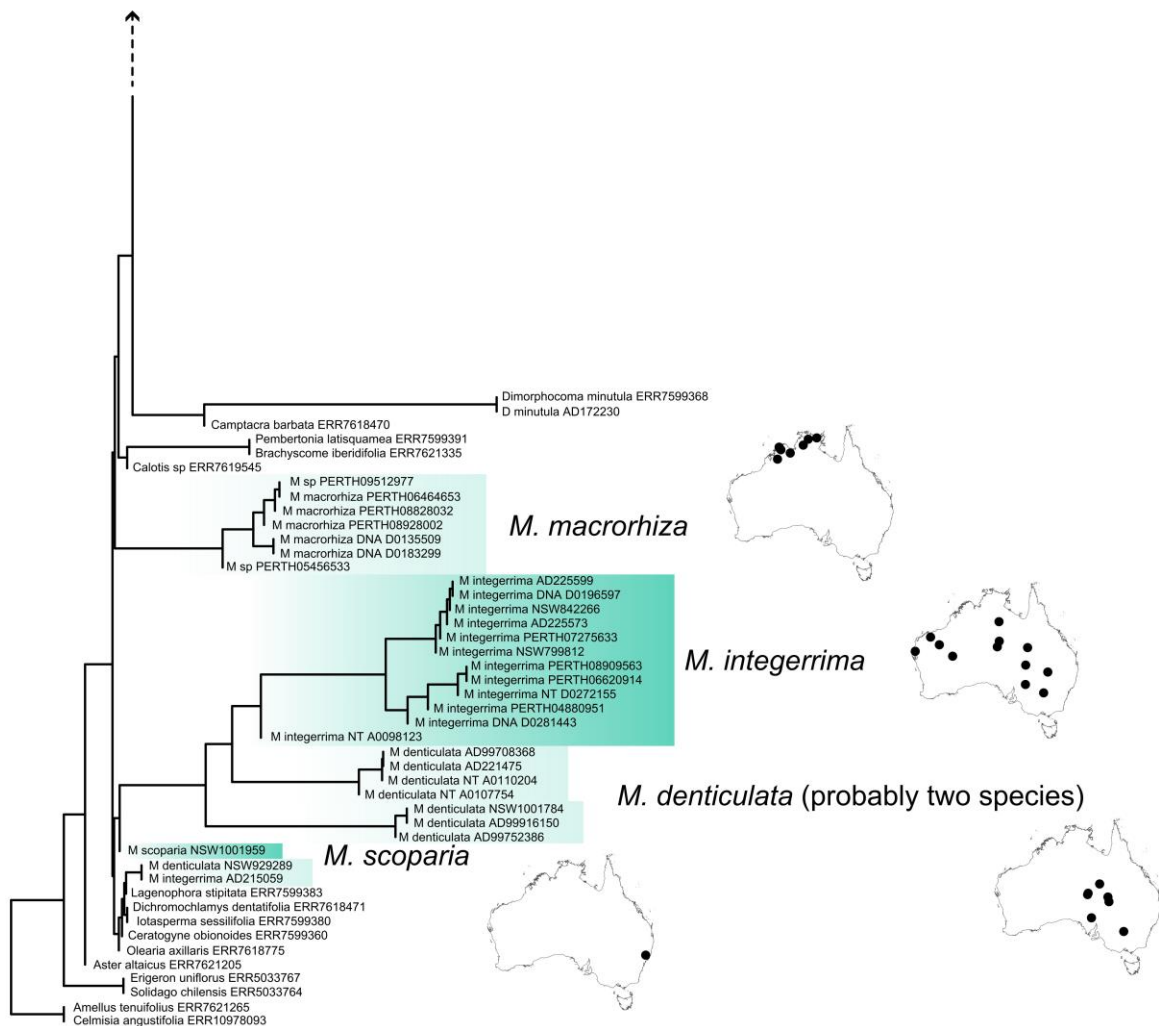 Dimorphocoma minutula ERR7599368
D minutula AD172230
Camptacra barbata ERR7618470
Pembertonia latisquamea ERR7599391
Brachyscome iberidifolia ERR7621335
Calotis sp ERR7619545
M sp PERTH09512977
M macrorhiza PERTH06464653
M macrorhiza PERTH08828032
M macrorhiza PERTH08928002
M macrorhiza DNA D0135509
M macrorhiza DNA D0183299
M sp PERTH05456533
M. macrorhiza
M integerrima AD225599
M integerrima DNA D0196597
M integerrima NSW842266
M integerrima AD225573
M integerrima PERTH07275633
M integerrima NSW799812
M integerrima PERTH08909563
M integerrima PERTH06620914
M integerrima NT D0272155
M integerrima PERTH04880951
M integerrima DNA D0281443
M integerrima NT A0098123
M. integerrima
M denticulata AD99708368
M denticulata AD221475
M denticulata NT A0110204
M denticulata NT A0107754
M denticulata NSW1001784
M denticulata AD99916150
M denticulata AD99752386
M. denticulata (probably two species)
M scoparia NSW1001959
M. scoparia
M denticulata NSW929289
M integrima AD215059
Lagenophora stipitata ERR7599383
Dichromochlamys dentatifolia ERR7618471
Iotasperma sessilifolia ERR7599380
Ceratogyne obionoides ERR7599360
Olearia axillaris ERR7618775
Aster altaicus ERR7621205
Erigeron uniflorus ERR5033767
Solidago chilensis ERR5033764
Amellus tenuifolius ERR7621265
Celmisia angustifolia ERR10978093